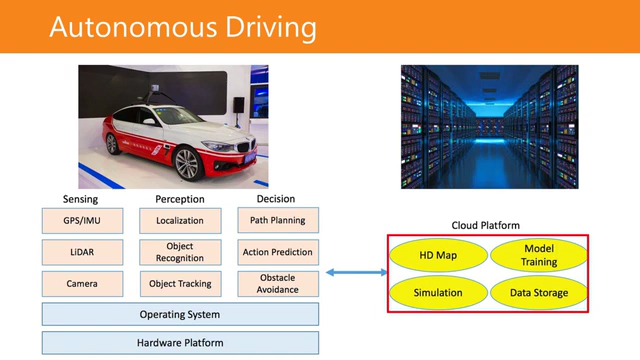 Autonomous Driving
Sensing
Perception
Decision
GPS/IMU
Localization
Path Planning
LiDAR
Object
Recognition
Action Prediction
Camera
Object Tracking
Obstacle
Avoidance
Operating System
Hardware Platform
Cloud Platform
HD Map
Model
Training
Simulation
Data Storage